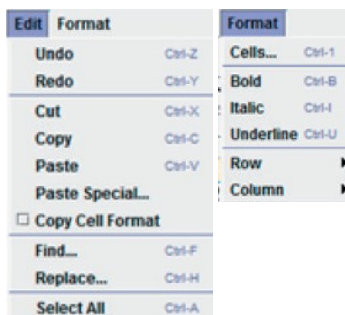 Edit Format
Undo Ctrl-Z
Redo Ctrl-Y
Cut Ctrl-X
Copy Ctrl-C
Paste Ctrl-V
Paste Special...
Copy Cell Format
Find... Ctrl-F
Replace... Ctrl-H
Select All Ctrl-A
Format
Cells... Ctrl-1
Bold Ctrl-B
Italic Ctrl-I
Underline Ctrl-U
Row
Column